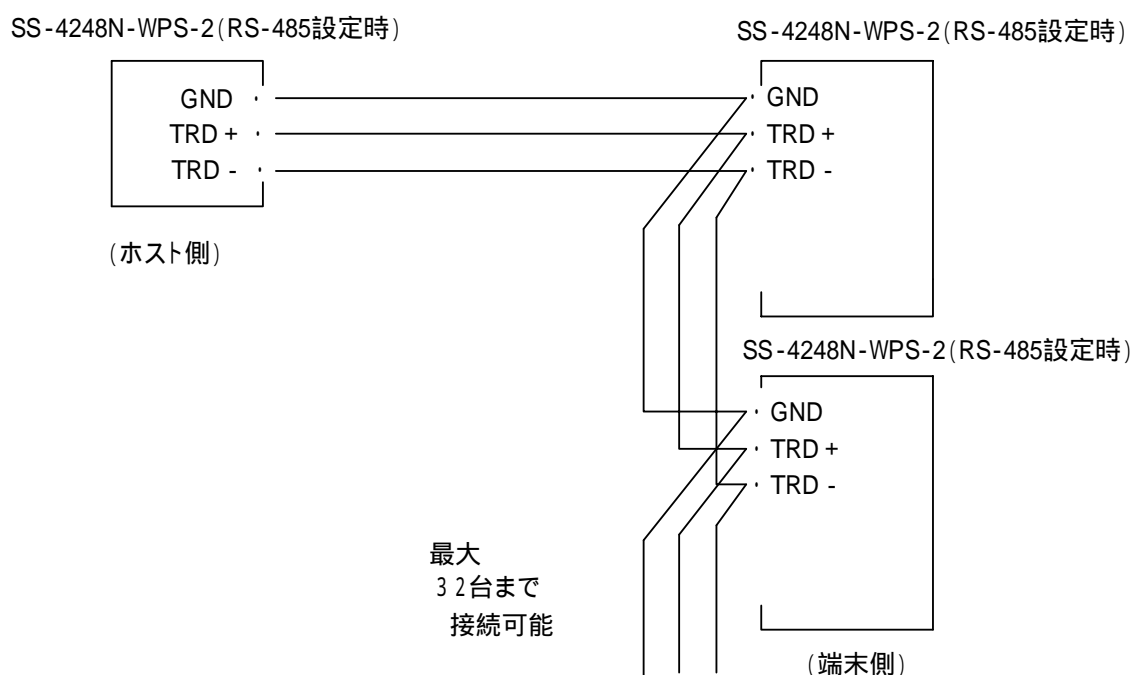 SS-4248N-WPS-2(RS-485設定時)
GND
TRD +
TRD -
(ホスト側)
SS-4248N-WPS-2(RS-485設定時)
GND
TRD +
TRD -
SS-4248N-WPS-2(RS-485設定時)
GND
TRD +
TRD -
最大
32台まで
接続可能
(端末側)